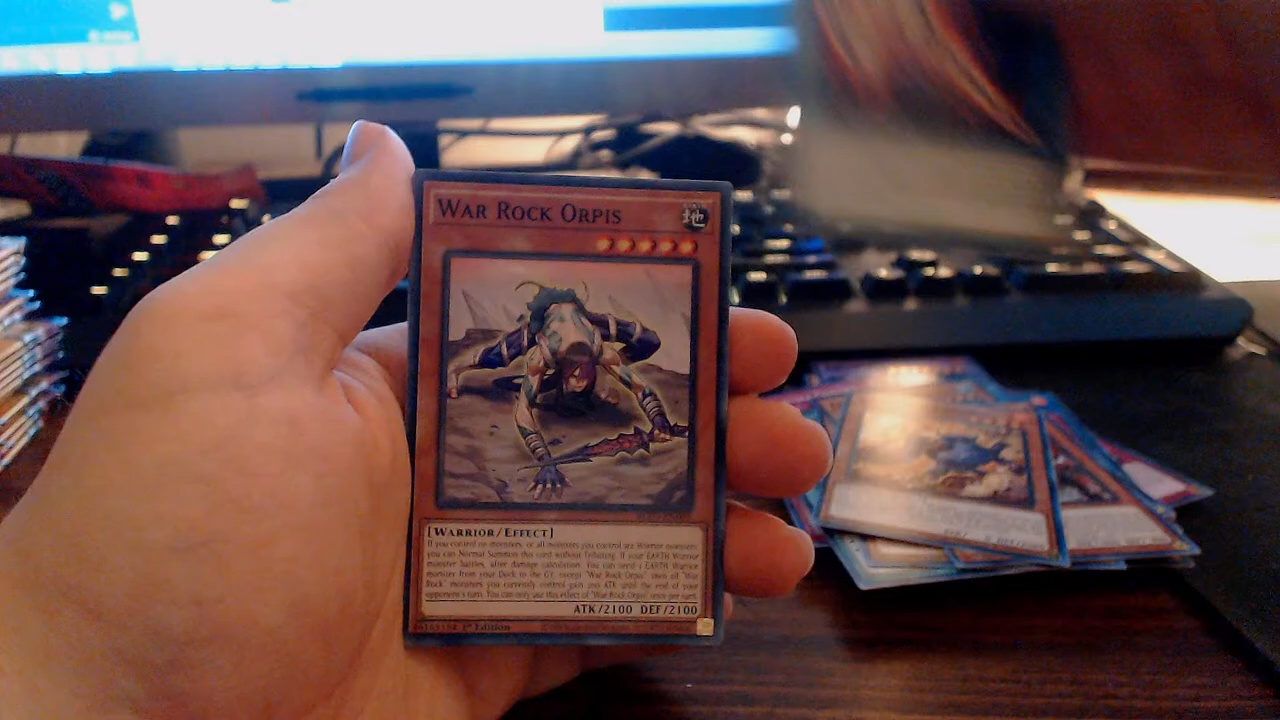 WAR ROCK ORPIS
地
[WARRIOR/EFFECT]
If you control no monsters, or all monsters you control are Warrior monsters:
you can Normal Summon this card without Tributing. If your EARTH Warrior
monster battles, after damage calculation: You can send 1 EARTH Warrior
monster from your Deck to the GY, except "War Rock Orpis", then all "War
Rock" monsters you currently control gain 200 ATK until the end of your
opponent's turn. You can only use this effect of "War Rock Orpis" once per turn.
ATK/2100 DEF/2100
1st Edition